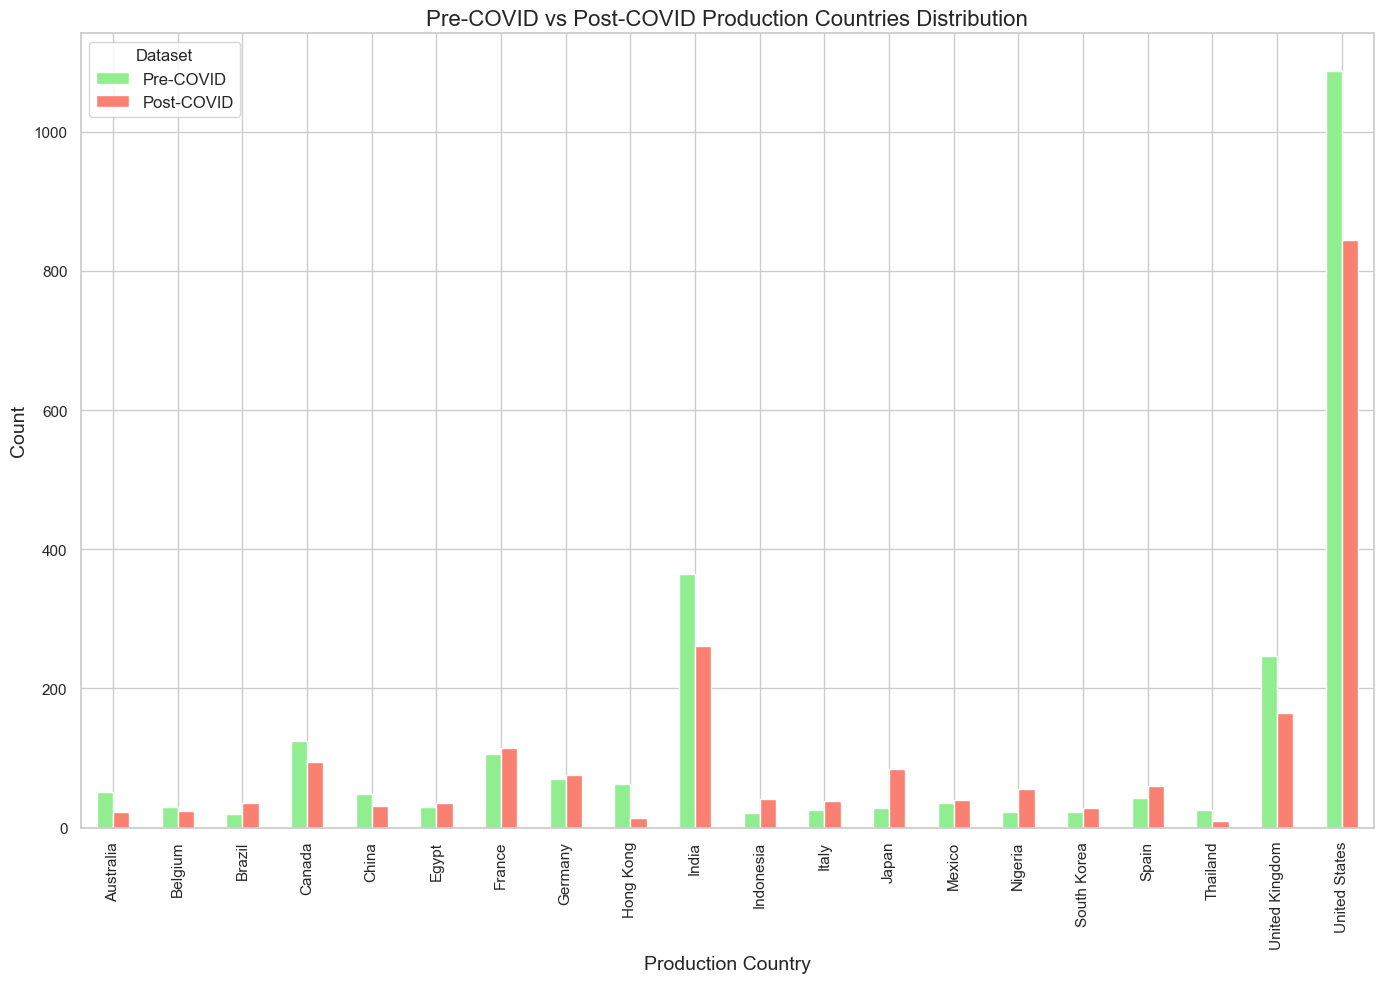 Pre-COVID vs Post-COVID Production Countries Distribution
Dataset
Pre-COVID
Post-COVID
Count
1000
800
600
400
200
0
Australia
Belgium
Brazil
Canada
China
Egypt
France
Germany
Hong Kong
India
Indonesia
Italy
Japan
Mexico
Nigeria
South Korea
Spain
Thailand
United Kingdom
United States
Production Country